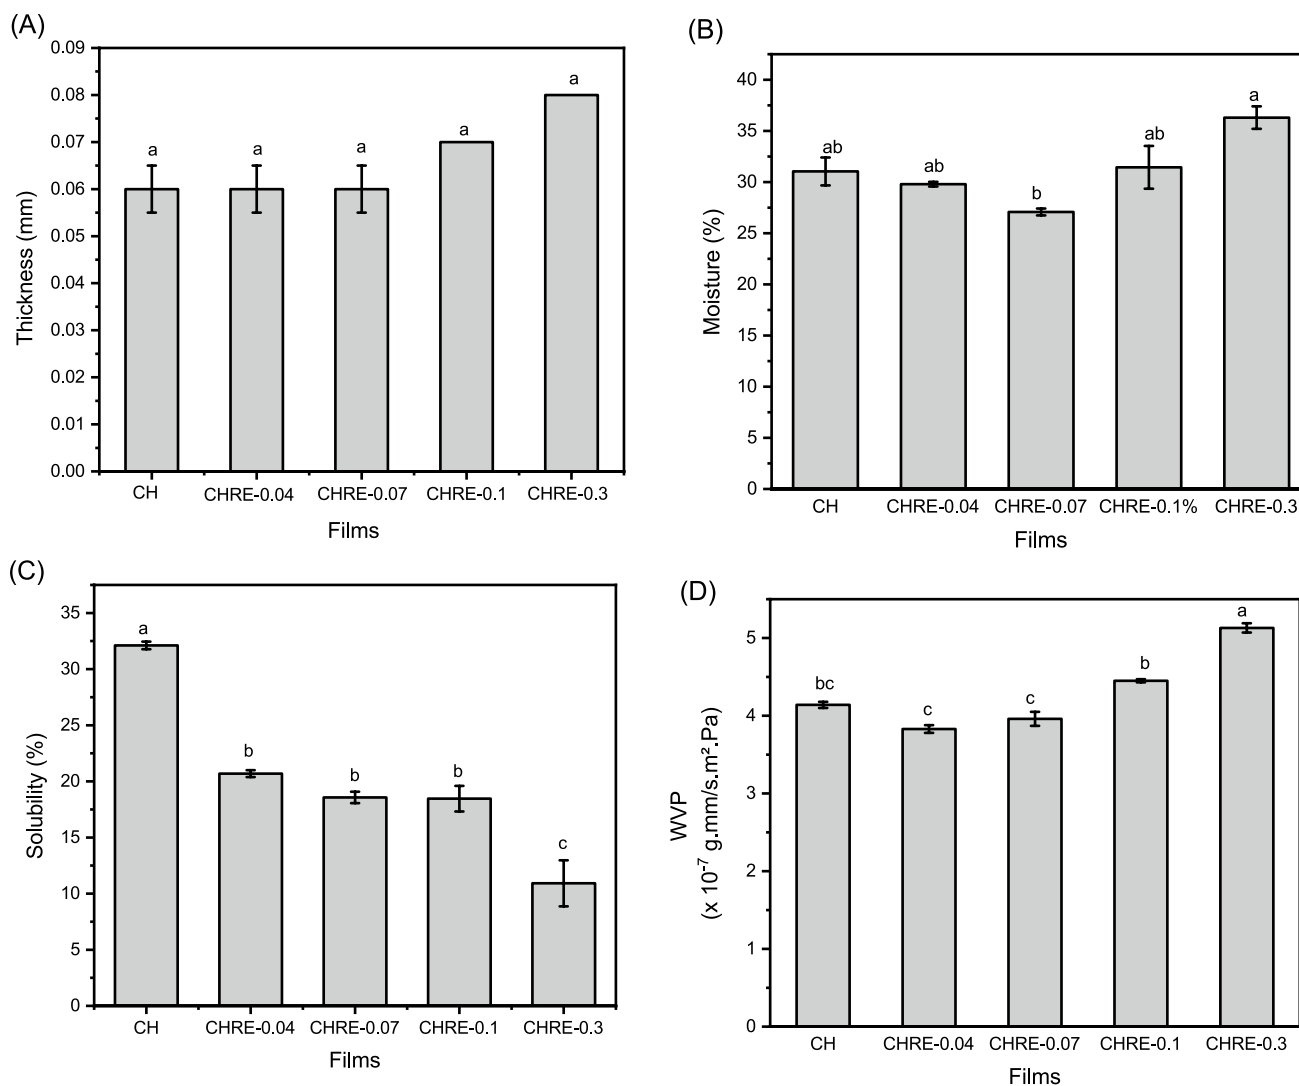 (A)
0.09
0.08
0.07
0.06
0.05
0.04
0.03
0.02
0.01
0.00
Thickness (mm)
a a a a a
CH CHRE-0.04 CHRE-0.07 CHRE-0.1 CHRE-0.3
Films
(B)
40
35
30
25
20
15
10
5
0
Moisture (%)
ab ab b ab a
CH CHRE-0.04 CHRE-0.07 CHRE-0.1% CHRE-0.3
Films
(C)
35
30
25
20
15
10
5
0
Solubility (%)
a b b b c
CH CHRE-0.04 CHRE-0.07 CHRE-0.1 CHRE-0.3
Films
(D)
5
4
3
2
1
0
WVP
(x 10⁻⁷ g.mm/s.m².Pa)
bc c c b a
CH CHRE-0.04 CHRE-0.07 CHRE-0.1 CHRE-0.3
Films